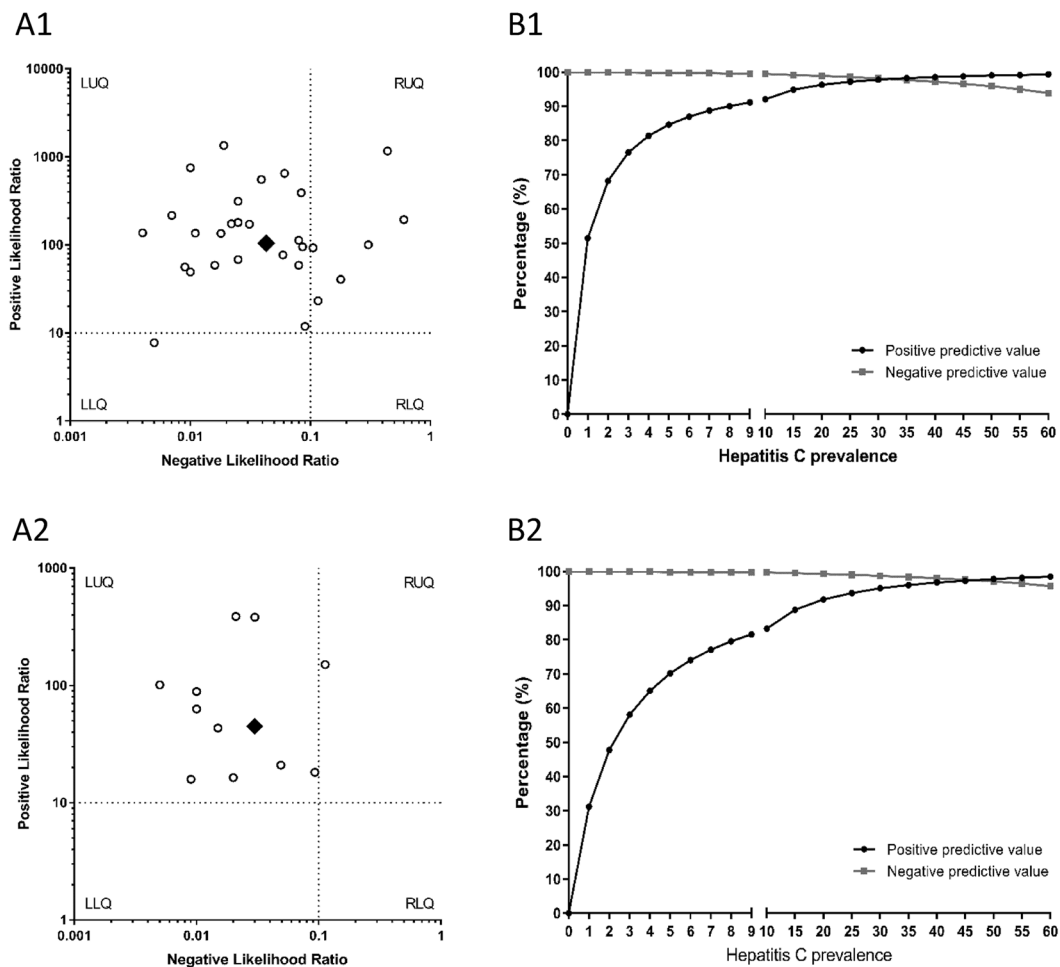 A1
LUQ
RUQ
10000
1000
100
10
1
LLQ
RLQ
0.001
0.01
0.1
1
Positive Likelihood Ratio
Negative Likelihood Ratio
B1
100
90
80
70
60
50
40
30
20
10
0
Percentage (%)
Positive predictive value
Negative predictive value
0 1 2 3 4 5 6 7 8 9 10 15 20 25 30 35 40 45 50 55 60
Hepatitis C prevalence
A2
LUQ
RUQ
1000
100
10
1
LLQ
RLQ
0.001
0.01
0.1
1
Positive Likelihood Ratio
Negative Likelihood Ratio
B2
100
90
80
70
60
50
40
30
20
10
0
Percentage (%)
Positive predictive value
Negative predictive value
0 1 2 3 4 5 6 7 8 9 10 15 20 25 30 35 40 45 50 55 60
Hepatitis C prevalence